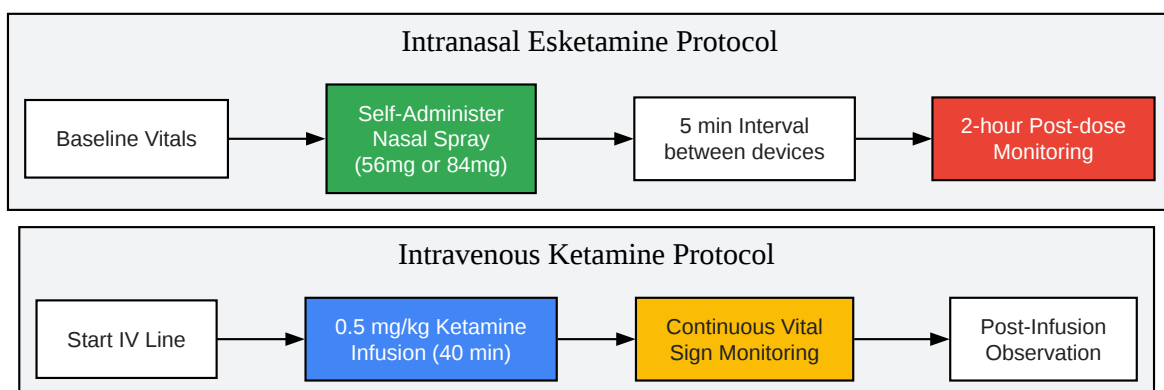 Intranasal Esketamine Protocol
Baseline Vitals
Self-Administer
Nasal Spray
(56mg or 84mg)
5 min Interval
between devices
2-hour Post-dose
Monitoring
Intravenous Ketamine Protocol
Start IV Line
0.5 mg/kg Ketamine
Infusion (40 min)
Continuous Vital
Sign Monitoring
Post-Infusion
Observation